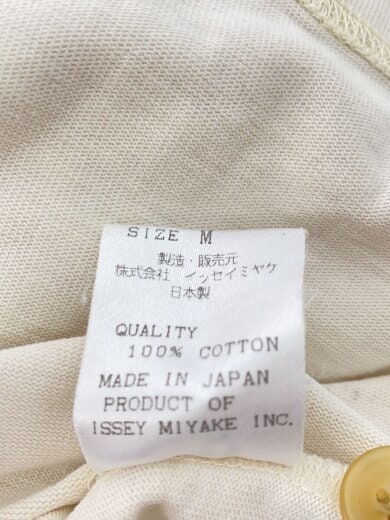 SIZE M
製造・販売元
株式会社 イッセイミヤケ
日本製
QUALITY
100% COTTON
MADE IN JAPAN
PRODUCT OF
ISSEY MIYAKE INC.